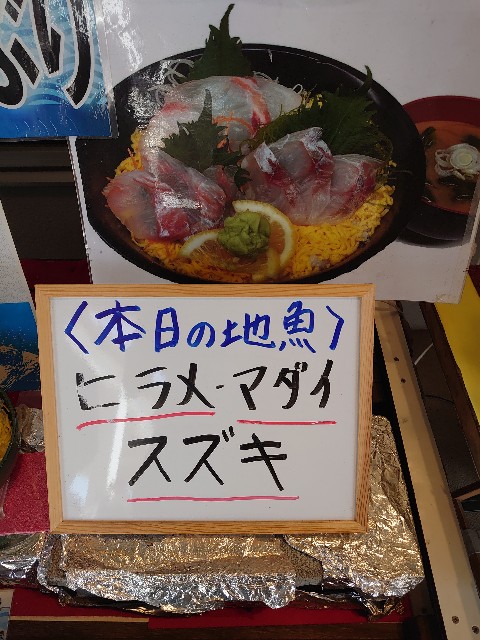 〈本日の地魚〉
ヒラメ・マダイ
スズキ